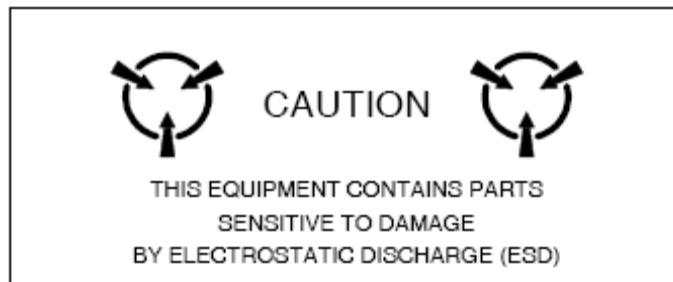 CAUTION
THIS EQUIPMENT CONTAINS PARTS
SENSITIVE TO DAMAGE
BY ELECTROSTATIC DISCHARGE (ESD)